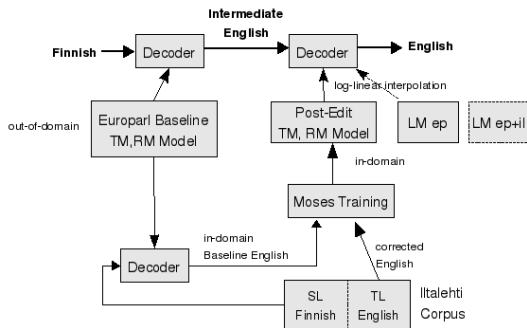 Intermediate
English
Finnish
Decoder
Decoder
English
log-linear interpolation
out-of-domain
Europarl Baseline
TM,RM Model
Post-Edit
TM, RM Model
LM ep
LM ep+il
in-domain
Moses Training
in-domain
Baseline English
corrected
English
Decoder
SL
Finnish
TL
English
Iltalehti
Corpus